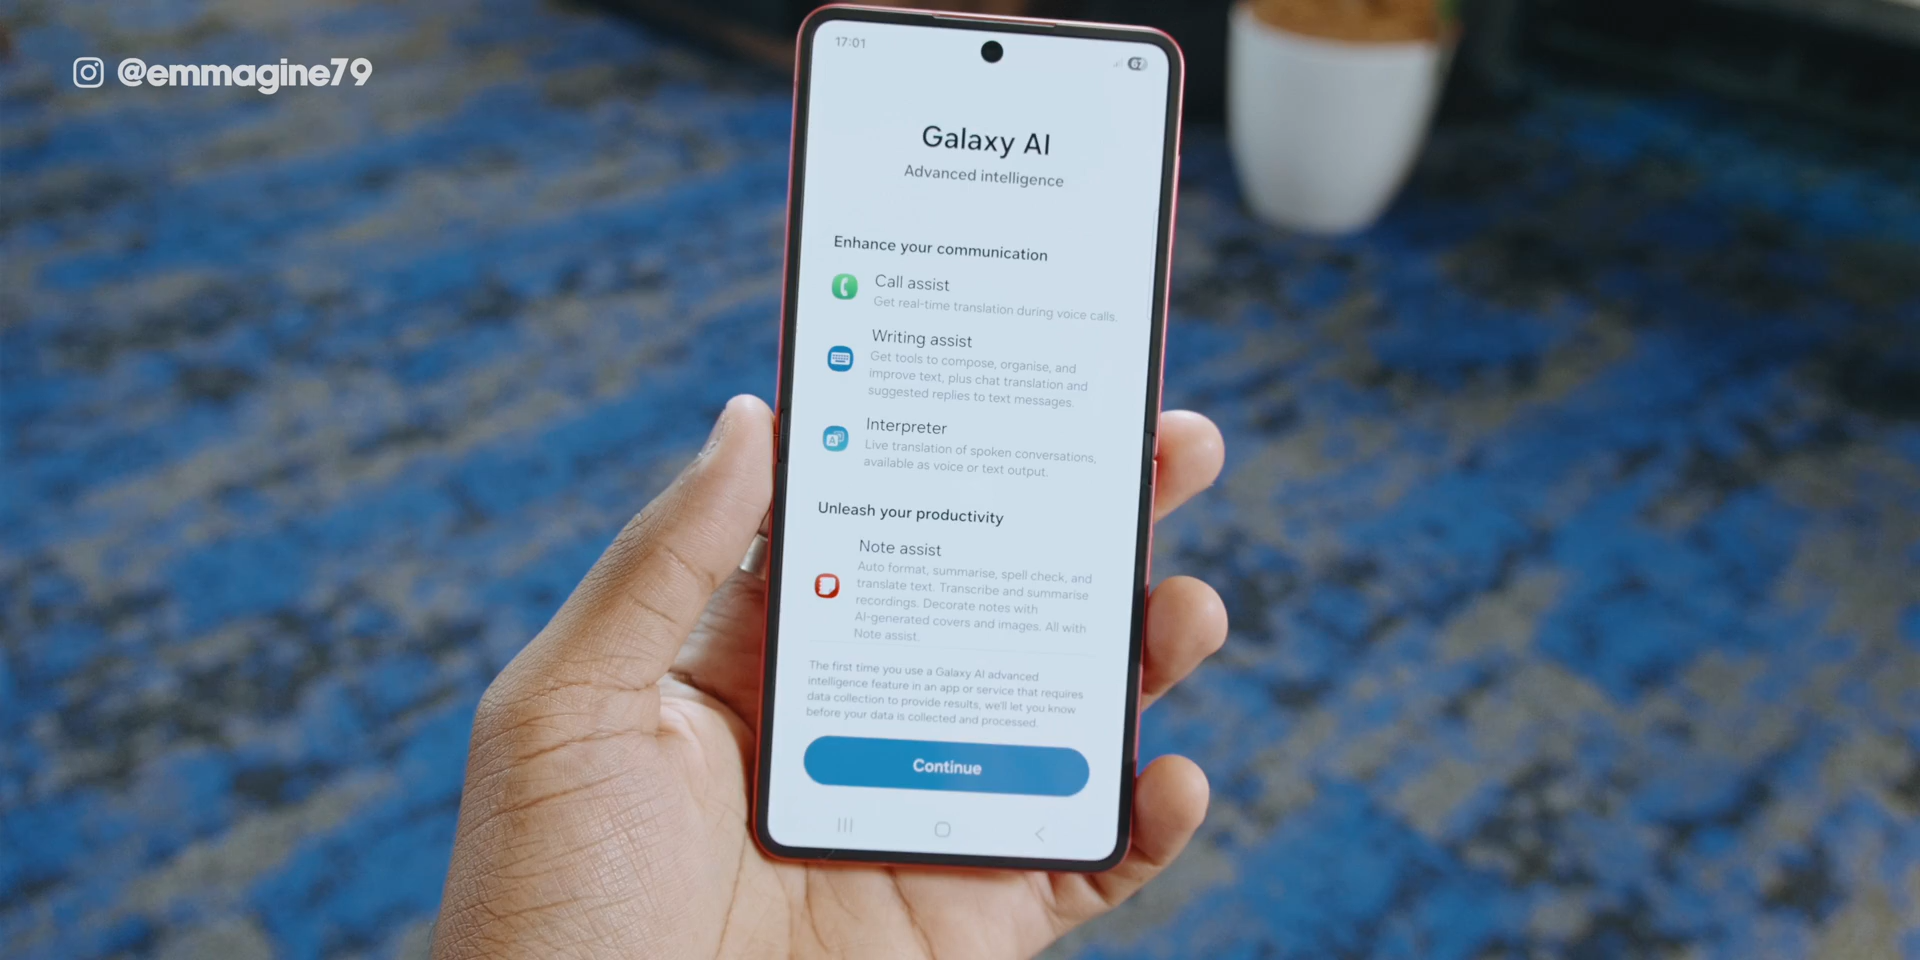 @emmagine79
17:01
67
Galaxy AI
Advanced intelligence
Enhance your communication
Call assist
Get real-time translation during voice calls.
Writing assist
Get tools to compose, organise, and
improve text, plus chat translation and
suggested replies to text messages.
Interpreter
Live translation of spoken conversations,
available as voice or text output.
Unleash your productivity
Note assist
Auto format, summarise, spell check, and
translate text. Transcribe and summarise
recordings. Decorate notes with
AI-generated covers and images. All with
Note assist.
The first time you use a Galaxy AI advanced
intelligence feature in an app or service that requires
data collection to provide results, we'll let you know
before your data is collected and processed.
Continue